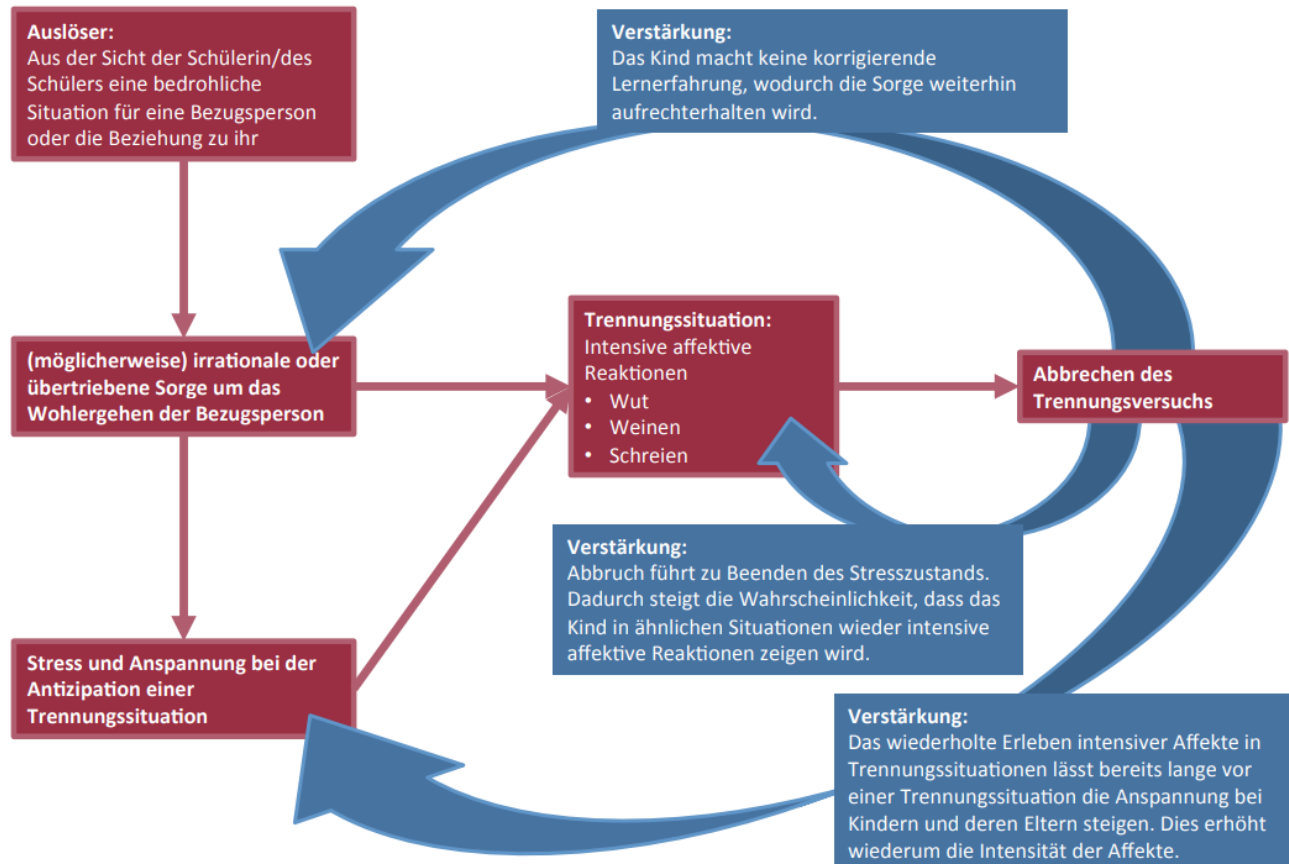 Auslöser:
Aus der Sicht der Schülerin/des
Schülers eine bedrohliche
Situation für eine Bezugsperson
oder die Beziehung zu ihr
Verstärkung:
Das Kind macht keine korrigierende
Lernerfahrung, wodurch die Sorge weiterhin
aufrechterhalten wird.
(möglicherweise) irrationale oder
übertriebene Sorge um das
Wohlergehen der Bezugsperson
Trennungssituation:
Intensive affektive
Reaktionen
• Wut
• Weinen
• Schreien
Abbrechen des
Trennungsversuchs
Verstärkung:
Abbruch führt zu Beenden des Stresszustands.
Dadurch steigt die Wahrscheinlichkeit, dass das
Kind in ähnlichen Situationen wieder intensive
affektive Reaktionen zeigen wird.
Stress und Anspannung bei der
Antizipation einer
Trennungssituation
Verstärkung:
Das wiederholte Erleben intensiver Affekte in
Trennungssituationen lässt bereits lange vor
einer Trennungssituation die Anspannung bei
Kindern und deren Eltern steigen. Dies erhöht
wiederum die Intensität der Affekte.